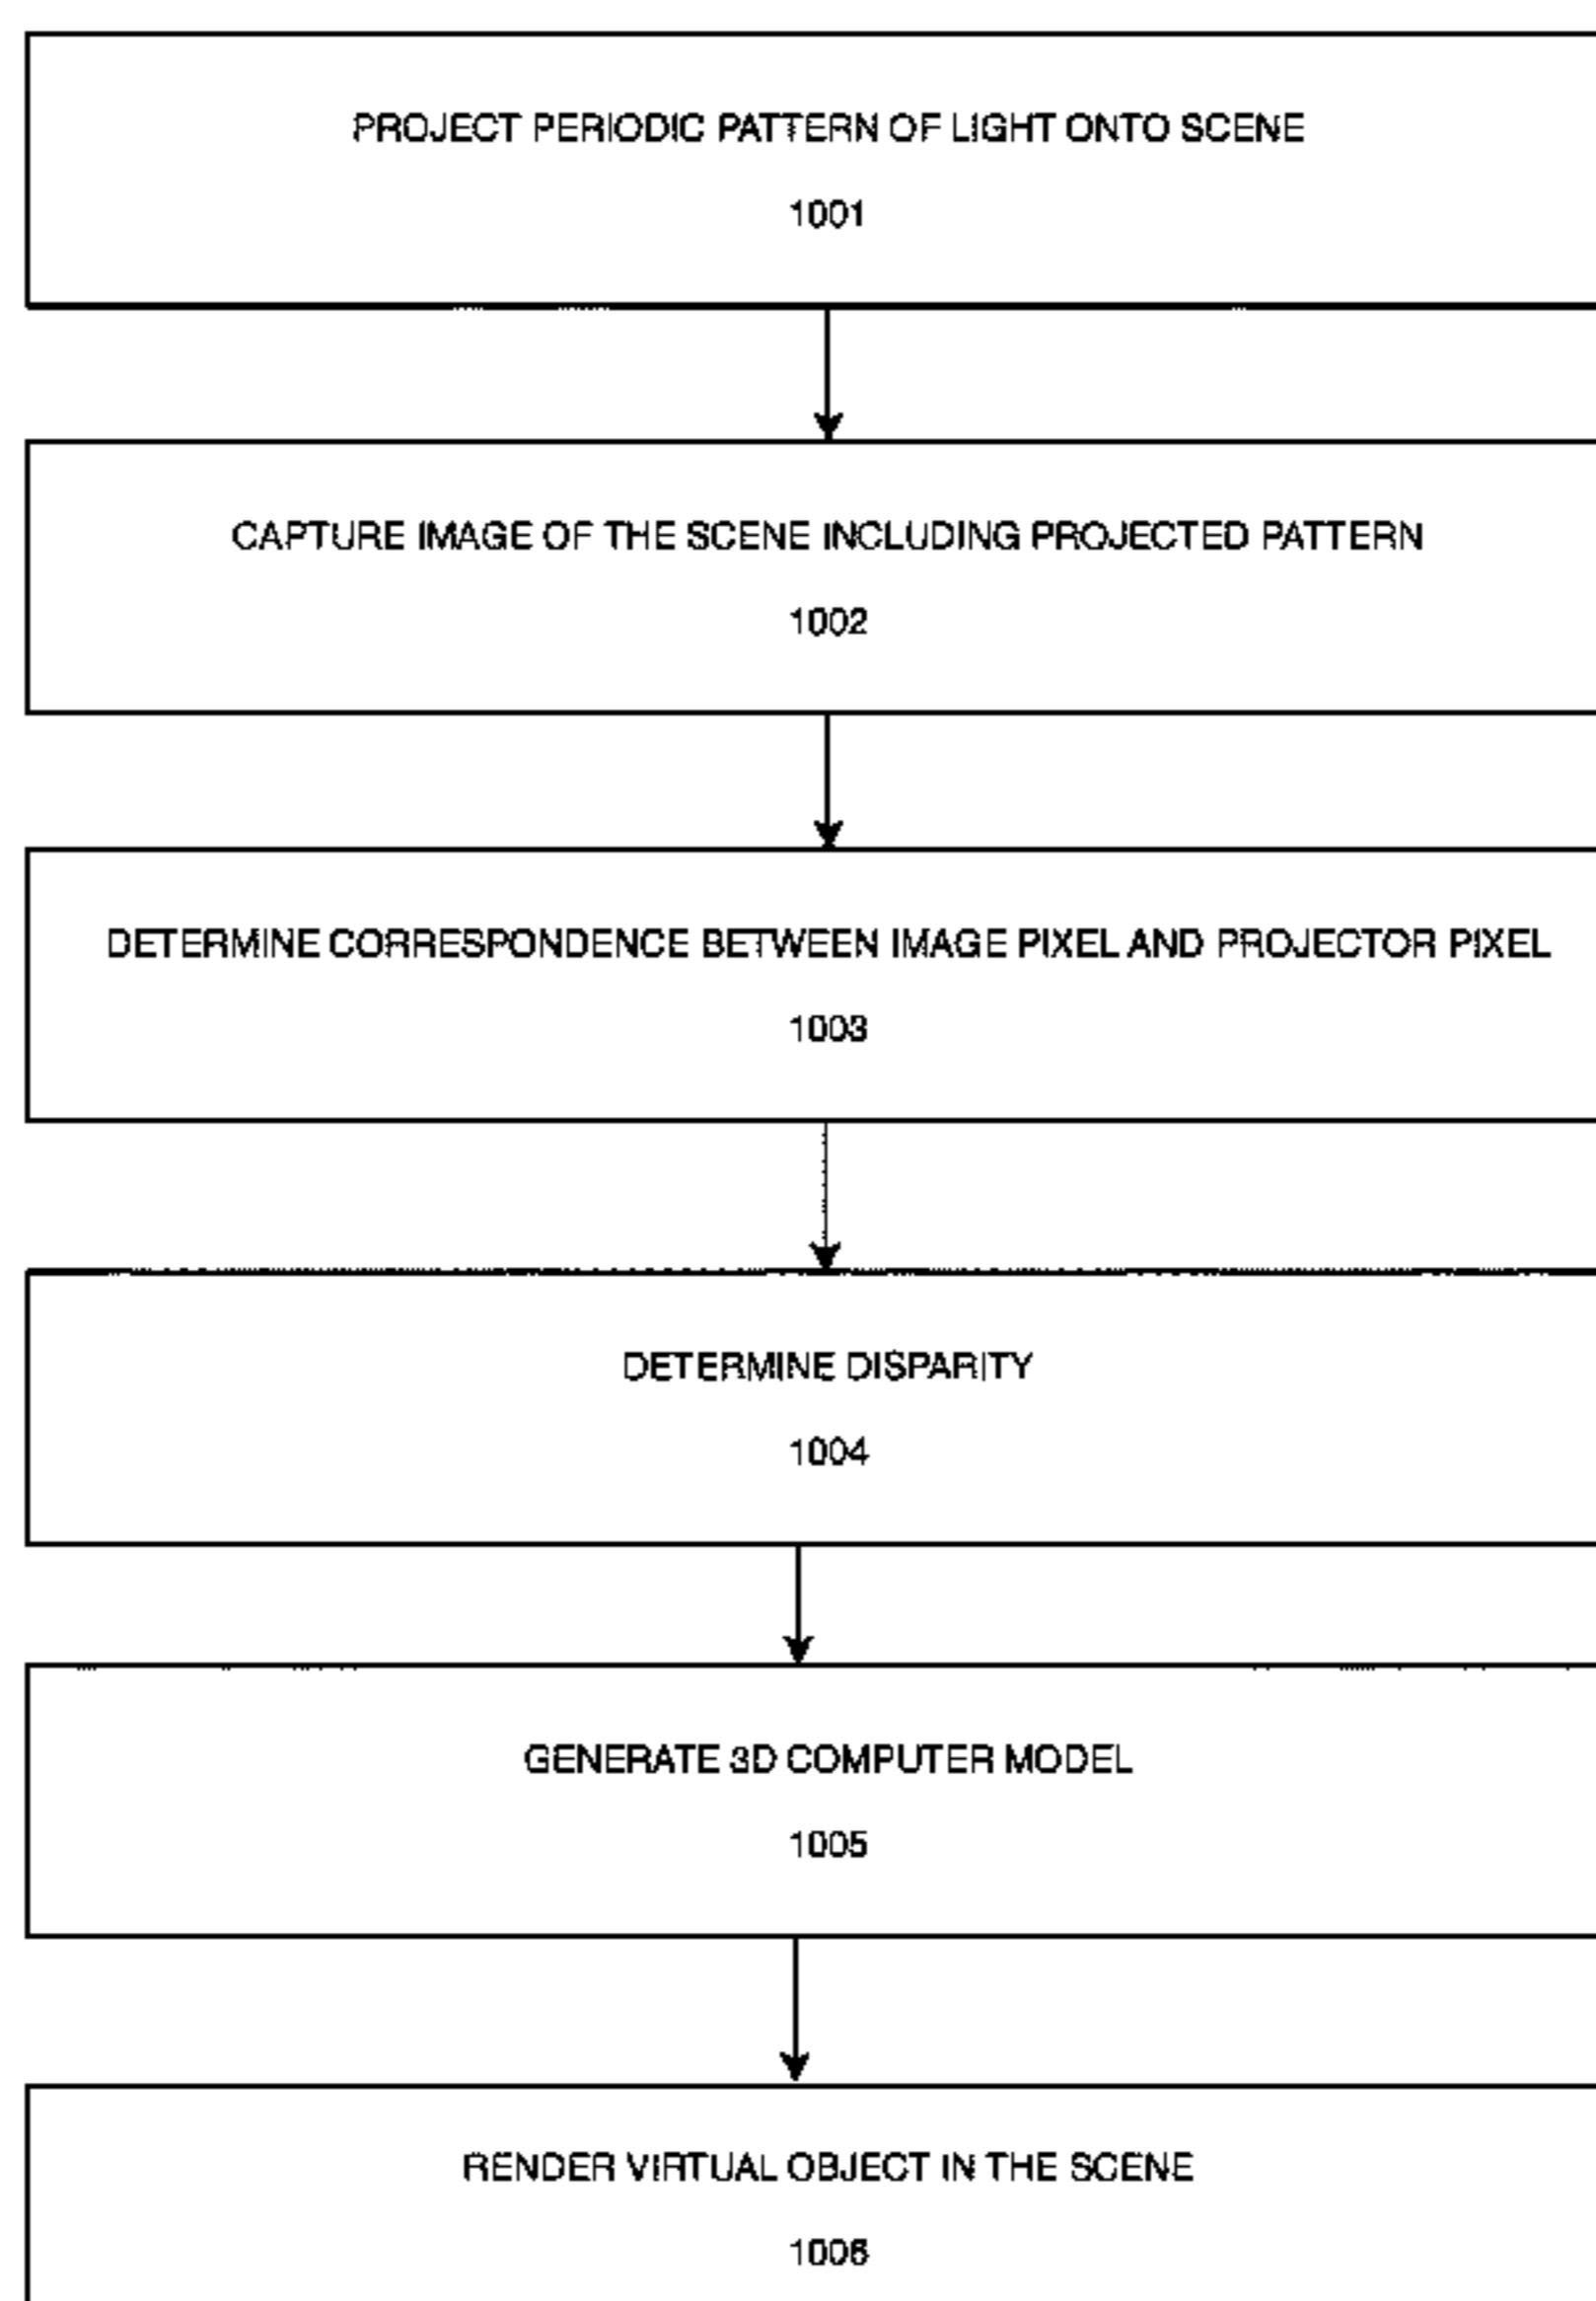 PROJECT PERIODIC PATTERN OF LIGHT ONTO SCENE
1001
CAPTURE IMAGE OF THE SCENE INCLUDING PROJECTED PATTERN
1002
DETERMINE CORRESPONDENCE BETWEEN IMAGE PIXEL AND PROJECTOR PIXEL
1003
DETERMINE DISPARITY
1004
GENERATE 3D COMPUTER MODEL
1005
RENDER VIRTUAL OBJECT IN THE SCENE
1006